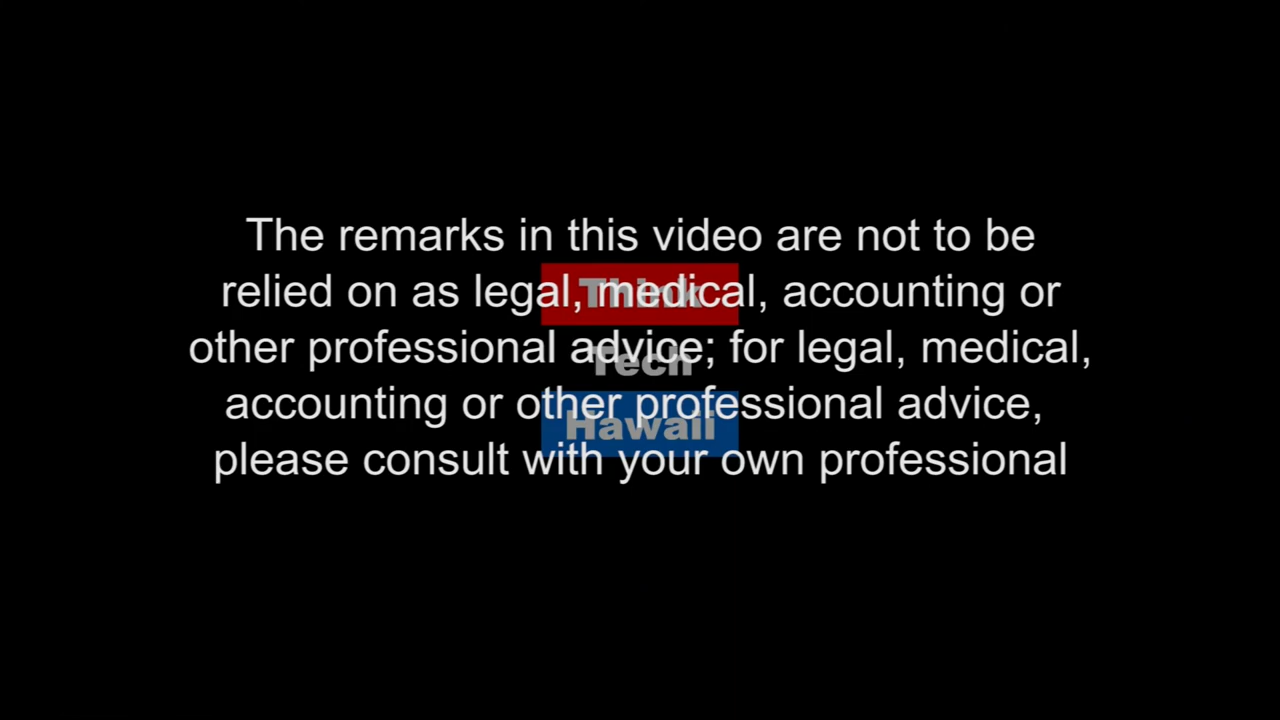 The remarks in this video are not to be
relied on as legal, medical, accounting or
other professional advice; for legal, medical,
accounting or other professional advice,
please consult with your own professional
Think
Tech
Hawaii